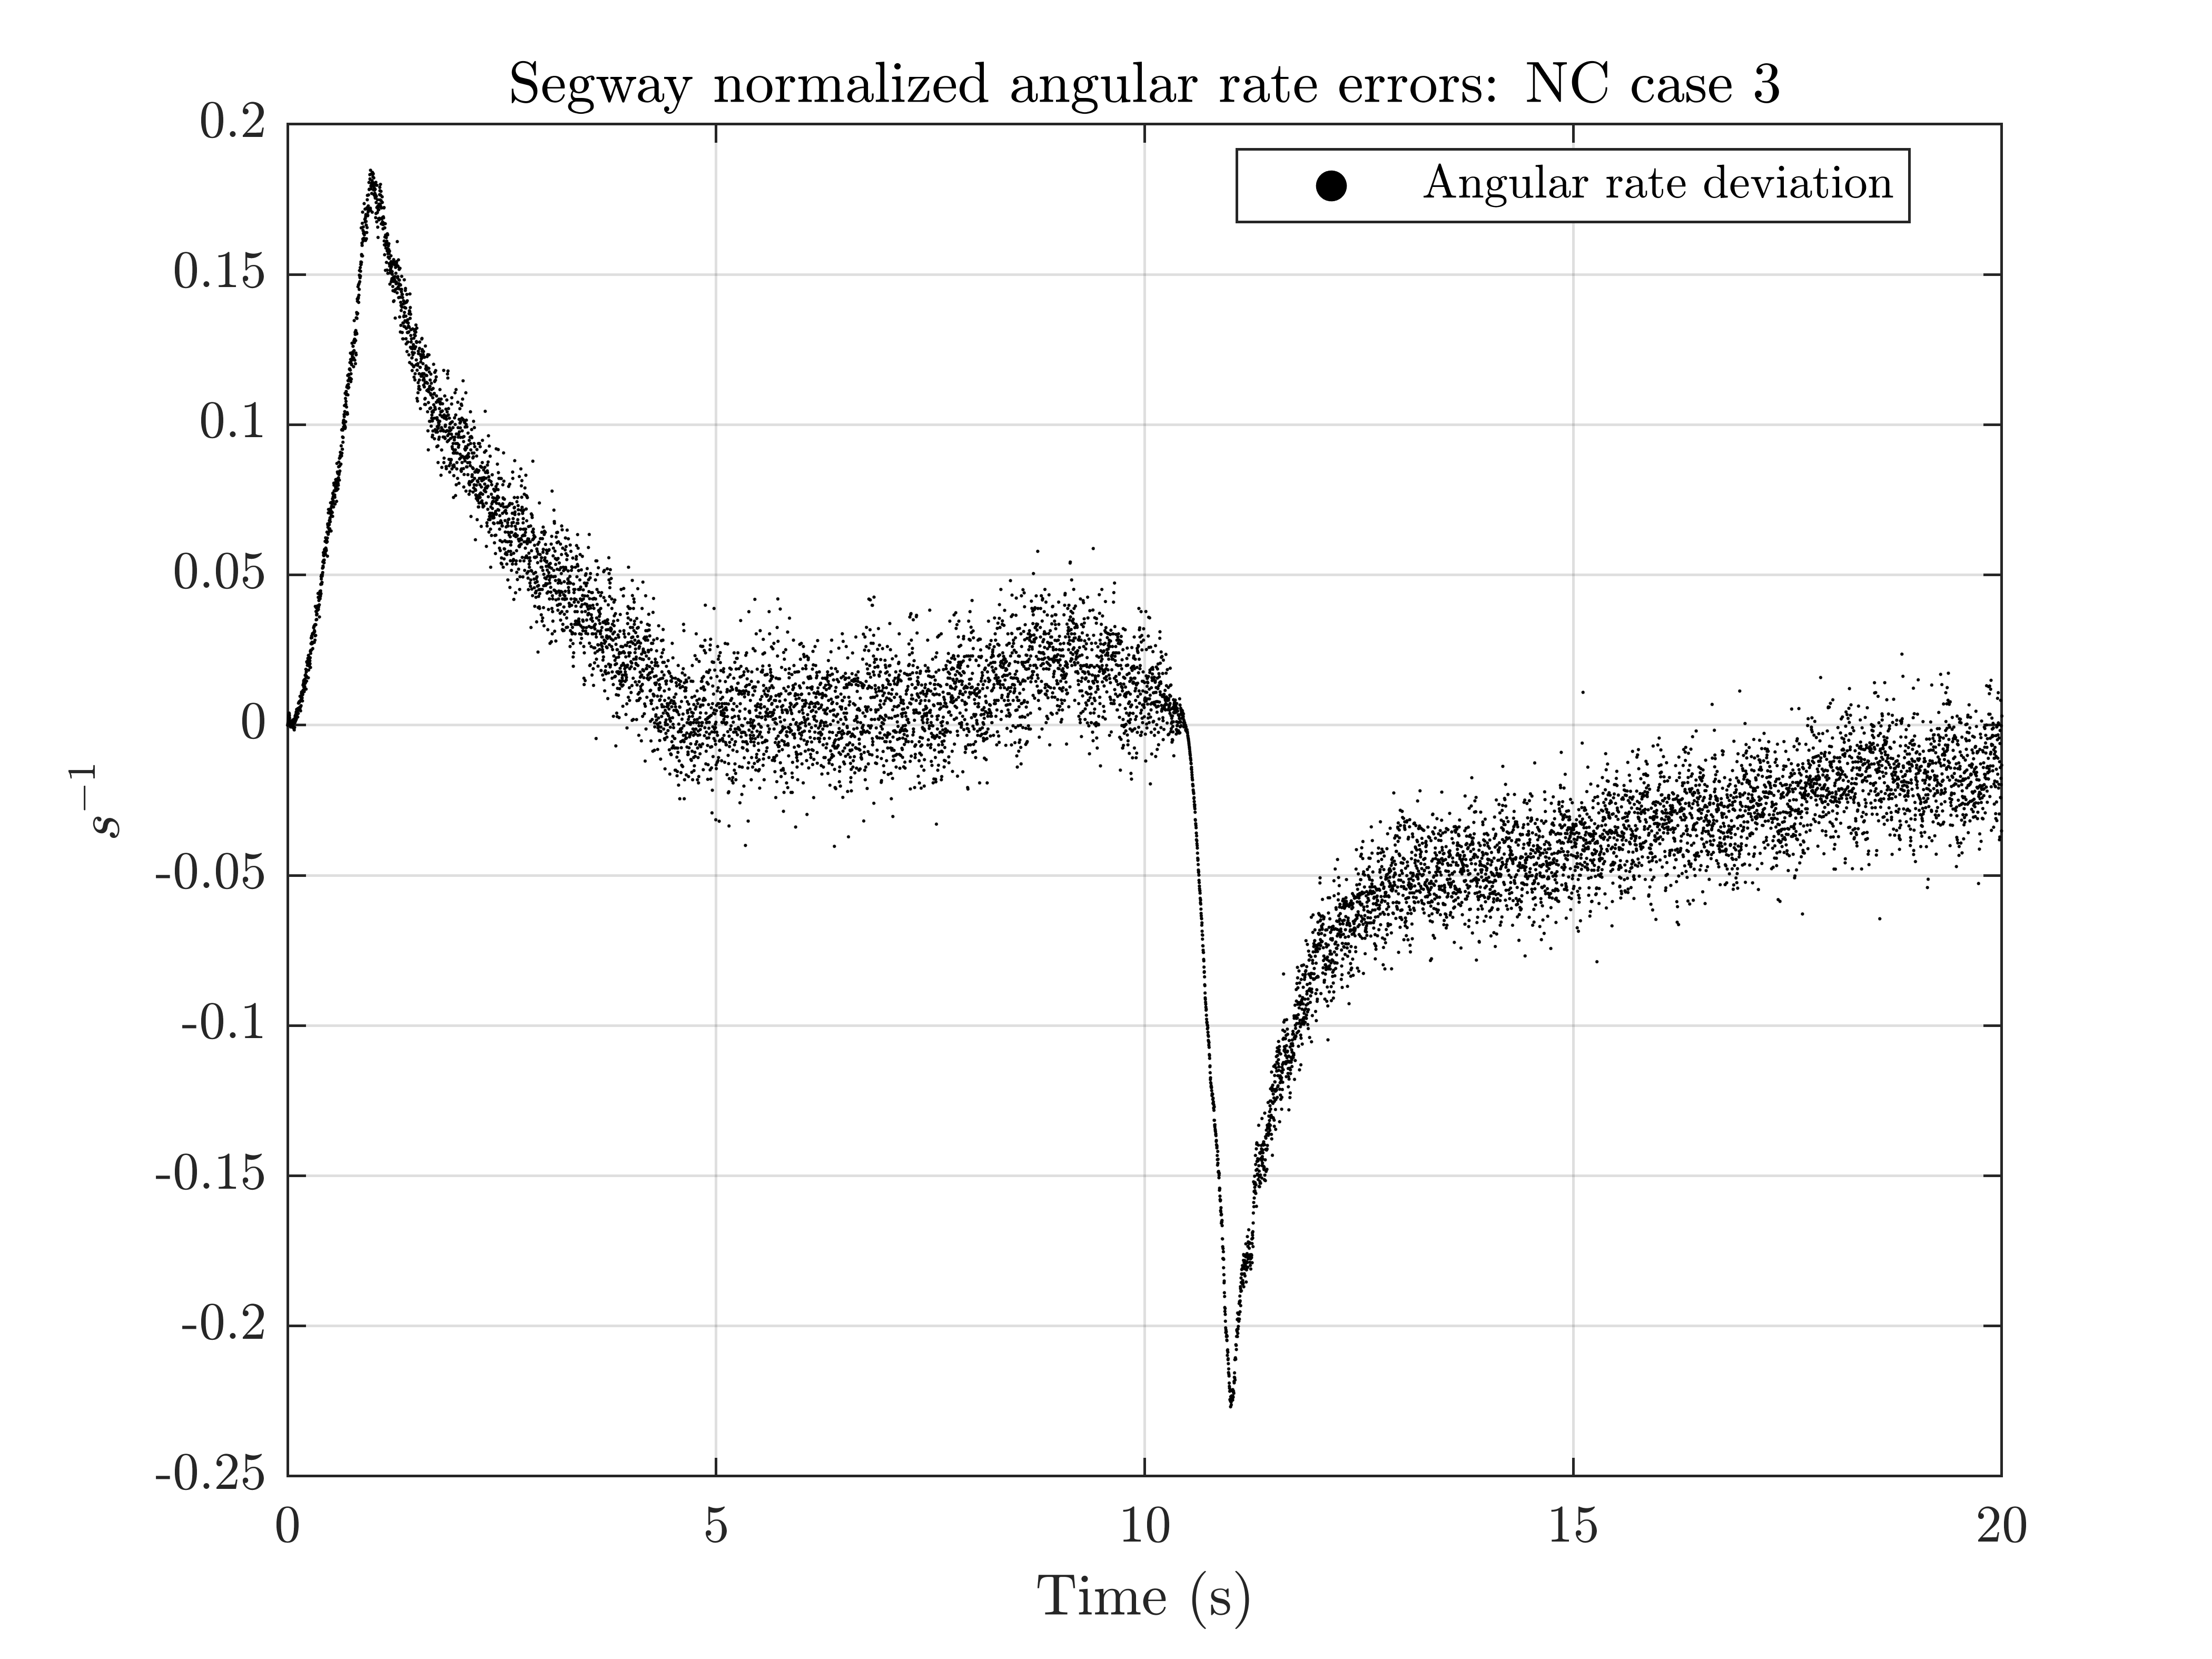 Segway normalized angular rate errors: NC case 3
Angular rate deviation
0.2
0.15
0.1
0.05
0
-0.05
-0.1
-0.15
-0.2
-0.25
s⁻¹
0 5 10 15 20
Time (s)